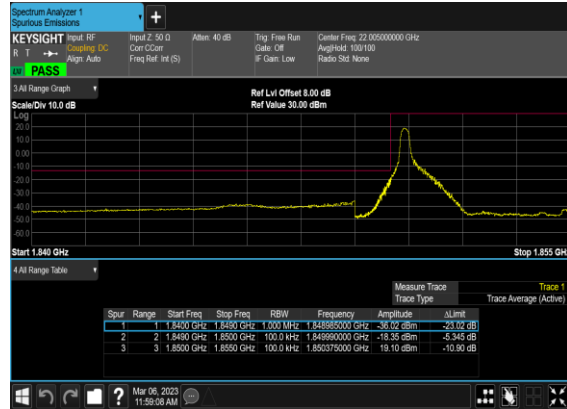 Spectrum Analyzer 1
Spurious Emissions
KEYSIGHT
R T
LXI PASS
Input: RF
Coupling: DC
Align: Auto
Input Z: 50 Ω
Corr CCorr
Freq Ref: Int (S)
Atten: 40 dB
Trig: Free Run
Gate: Off
IF Gain: Low
Center Freq: 22.005000000 GHz
Avg|Hold: 100/100
Radio Std: None
3 All Range Graph
Scale/Div 10.0 dB
Ref Lvl Offset 8.00 dB
Ref Value 30.00 dBm
Log
20.0
10.0
0.00
-10.0
-20.0
-30.0
-40.0
-50.0
-60.0
Start 1.840 GHz
Stop 1.855 GH
4 All Range Table
Measure Trace Trace 1
Trace Type Trace Average (Active)
Spur Range Start Freq Stop Freq RBW Frequency Amplitude ΔLimit
1 1 1.8400 GHz 1.8490 GHz 1.000 MHz 1.848985000 GHz -36.02 dBm -23.02 dB
2 2 1.8490 GHz 1.8500 GHz 100.0 kHz 1.849990000 GHz -18.35 dBm -5.345 dB
3 3 1.8500 GHz 1.8550 GHz 100.0 kHz 1.850375000 GHz 19.10 dBm -10.90 dB
?
Mar 06, 2023
11:59:08 AM